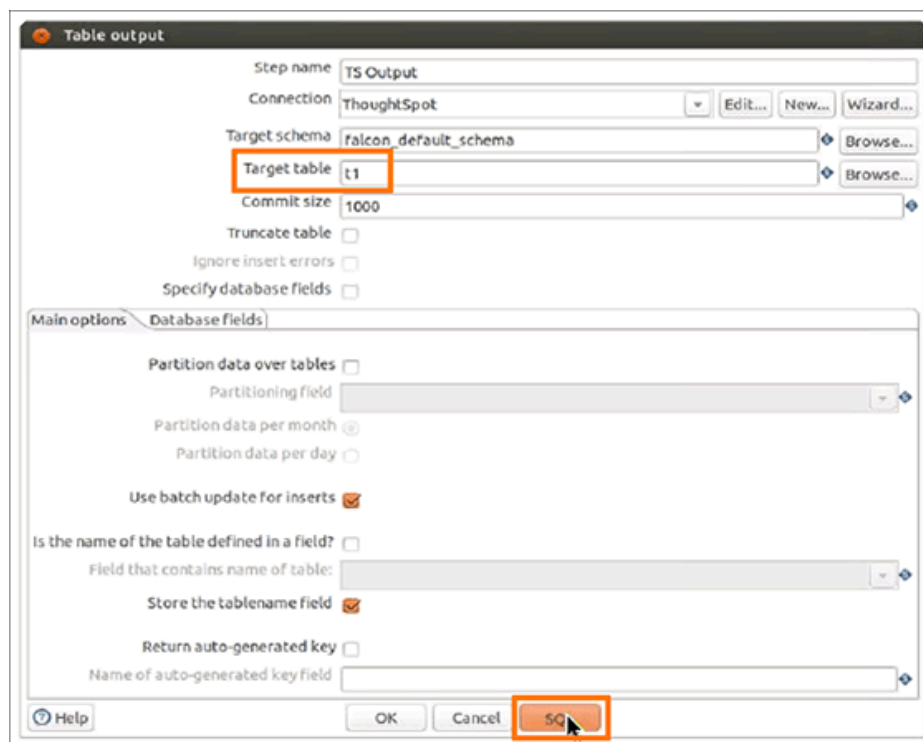 Table output
Step name TS Output
Connection ThoughtSpot Edit... New... Wizard...
Target schema falcon_default_schema Browse...
Target table t1 Browse...
Commit size 1000
Truncate table
Ignore insert errors
Specify database fields
Main options Database fields
Partition data over tables
Partitioning field
Partition data per month
Partition data per day
Use batch update for inserts
Is the name of the table defined in a field?
Field that contains name of table:
Store the tablename field
Return auto-generated key
Name of auto-generated key field
Help OK Cancel